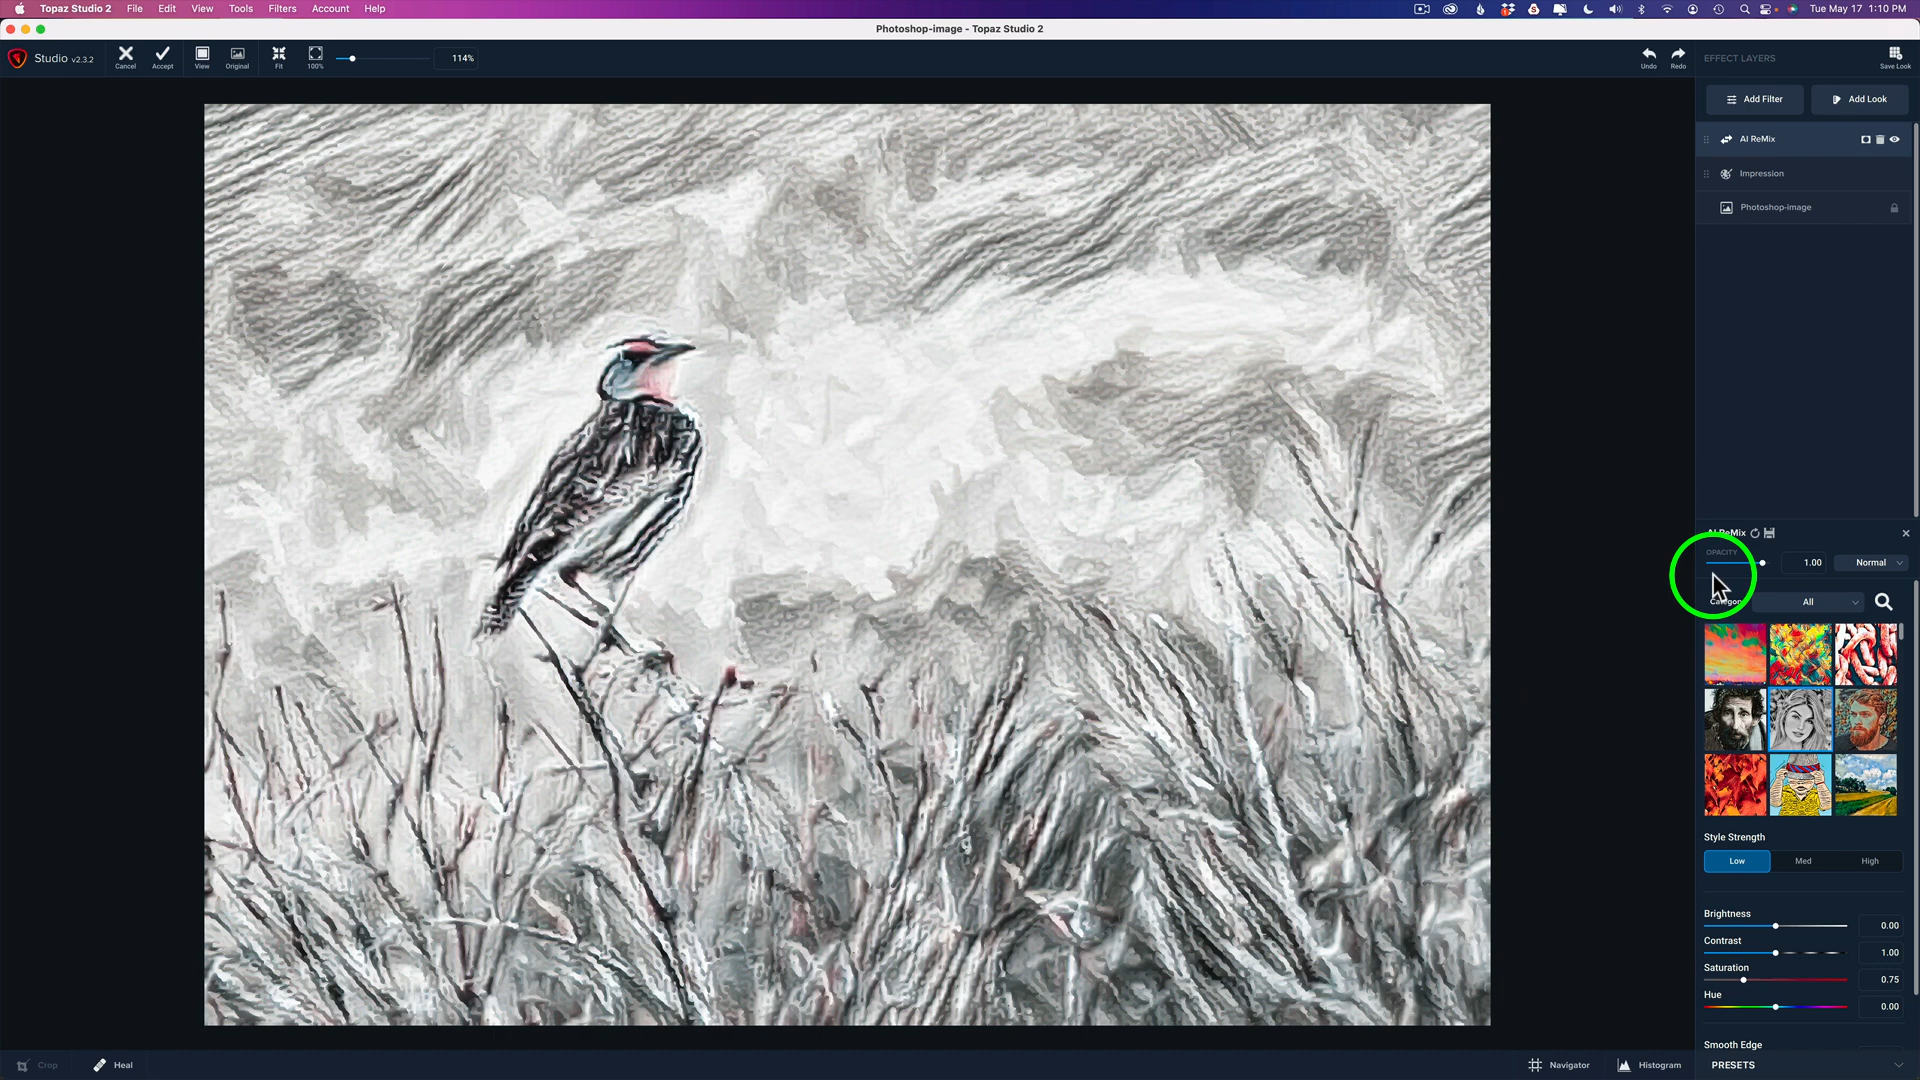 Topaz Studio 2 File Edit View Tools Filters Account Help Tue May 17 1:10 PM
Photoshop-image - Topaz Studio 2
Studio v2.3.2
Cancel
Accept
View
Original
Fit
100%
114%
Undo
Redo
EFFECT LAYERS
Save Look
Add Filter
Add Look
AI ReMix
Impression
Photoshop-image
AI ReMix
OPACITY
1.00
Normal
Category
All
Style Strength
Low
Med
High
Brightness
0.00
Contrast
1.00
Saturation
0.75
Hue
0.00
Smooth Edge
Crop
Heal
Navigator
Histogram
PRESETS